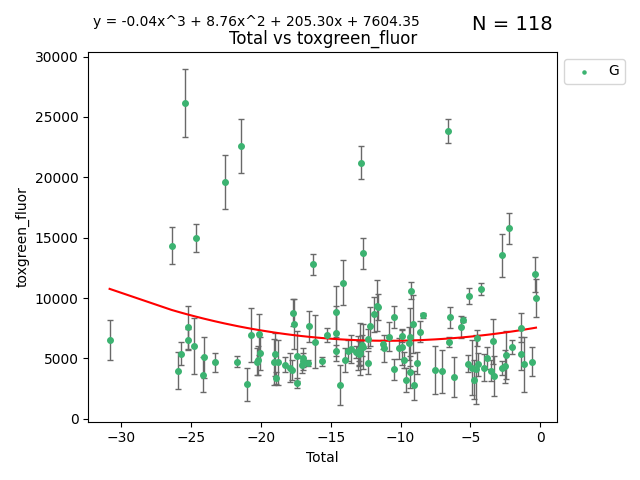 y = -0.04x^3 + 8.76x^2 + 205.30x + 7604.35
N = 118
Total vs toxgreen_fluor
G
30000
25000
20000
15000
10000
5000
0
toxgreen_fluor
−30 −25 −20 −15 −10 −5 0
Total